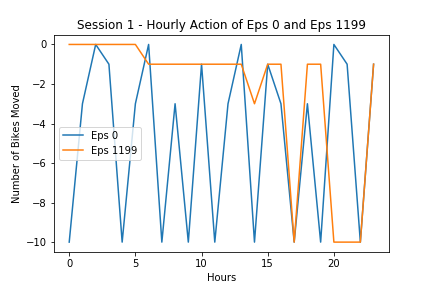 Session 1 - Hourly Action of Eps 0 and Eps 1199
Number of Bikes Moved
0
−2
−4
−6
−8
−10
Eps 0
Eps 1199
0
5
10
15
20
Hours